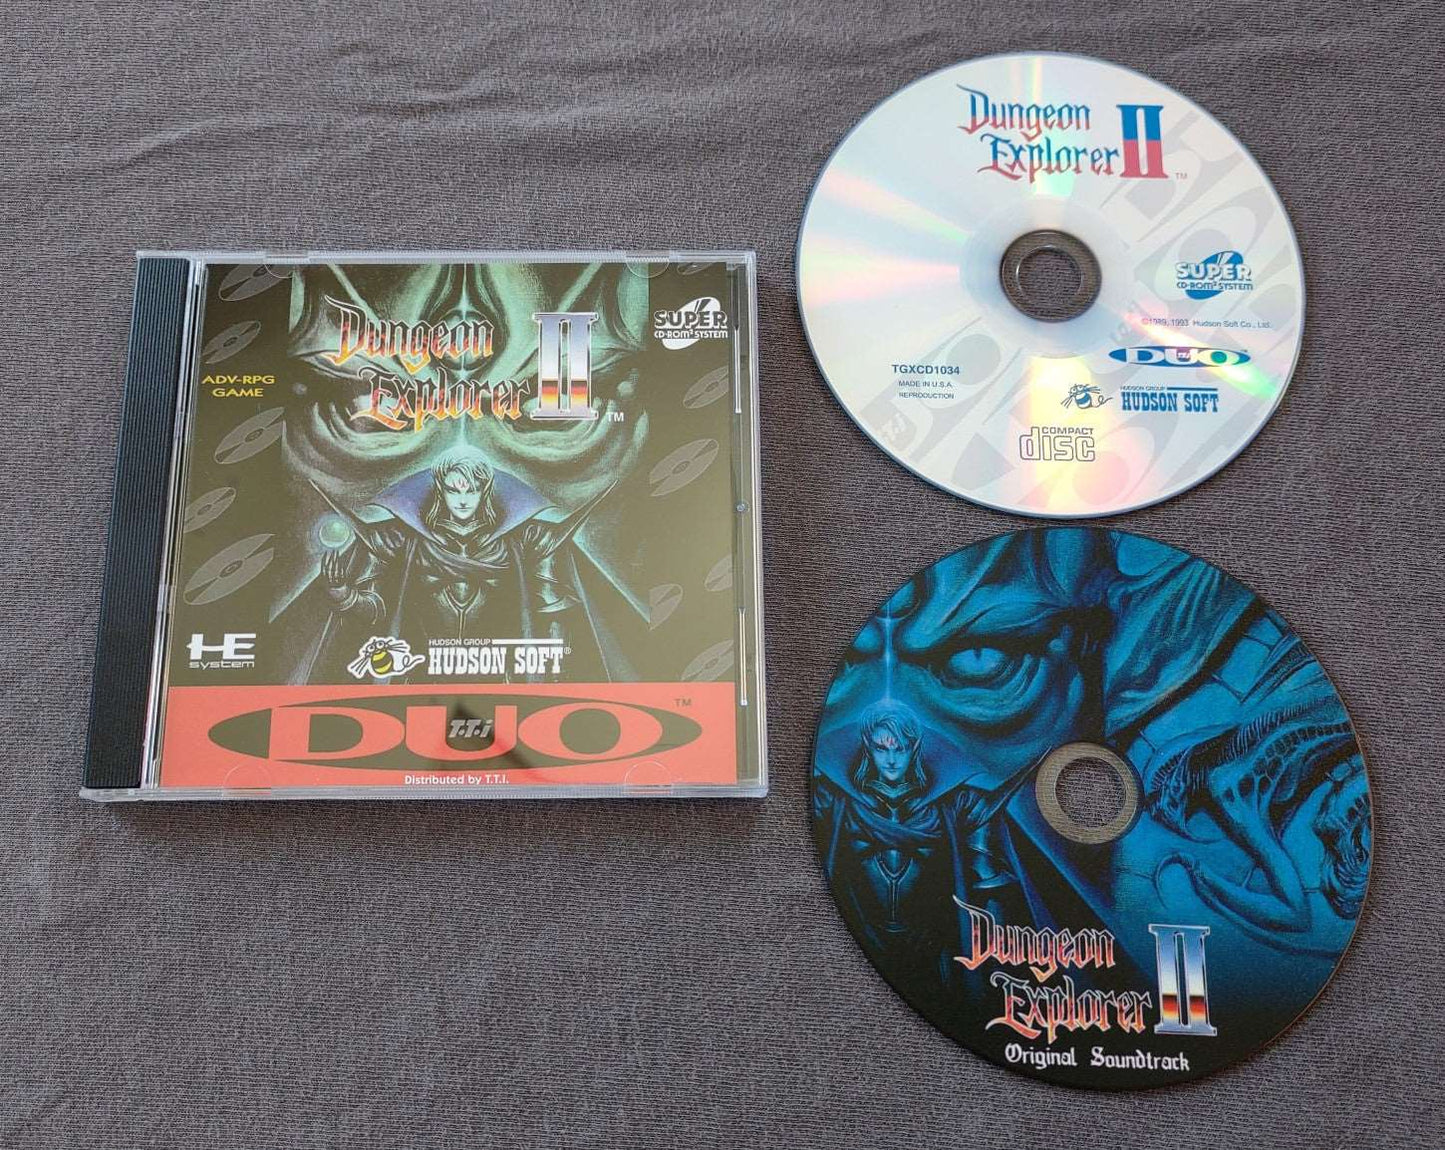 Dungeon
Explorer II
TM
SUPER
CD-ROM² SYSTEM
ADV-RPG
GAME
HE
system
HUDSON GROUP
HUDSON SOFT®
DUO
T.T.i
TM
Distributed by T.T.I.
Dungeon
Explorer II
TM
SUPER
CD-ROM² SYSTEM
©1989, 1993 Hudson Soft Co., Ltd.
DUO
T.T.i
TGXCD1034
MADE IN U.S.A.
REPRODUCTION
HUDSON GROUP
HUDSON SOFT
COMPACT
disc
Dungeon
Explorer II
Original Soundtrack